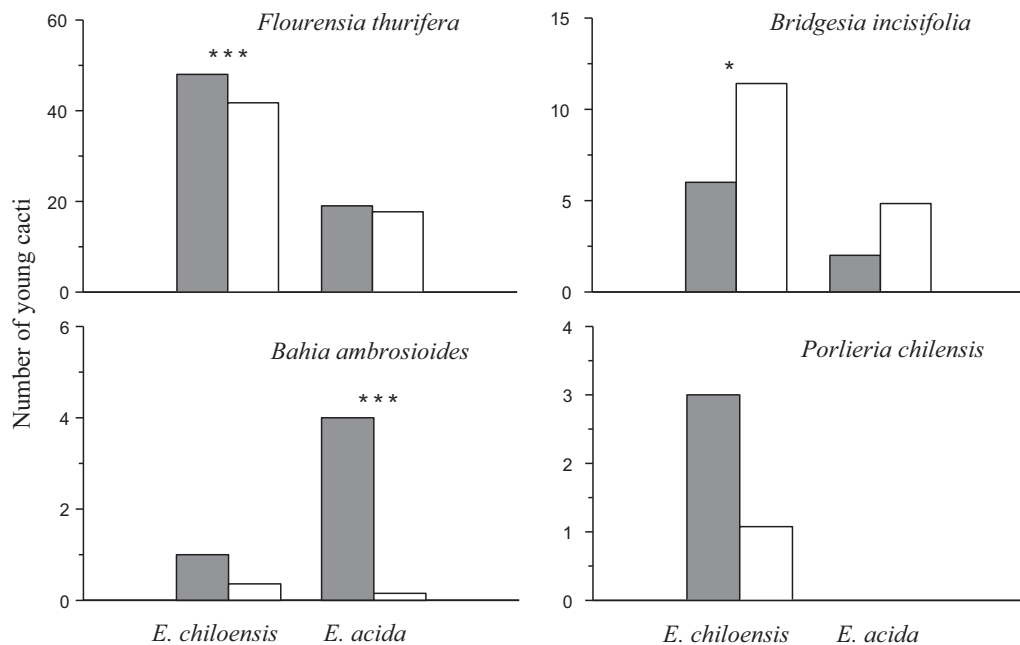 Number of young cacti
Flourensia thurifera
60
40
20
0
***
Bridgesia incisifolia
15
10
5
0
*
Bahia ambrosioides
6
4
2
0
***
E. chiloensis E. acida
Porlieria chilensis
4
3
2
1
0
E. chiloensis E. acida